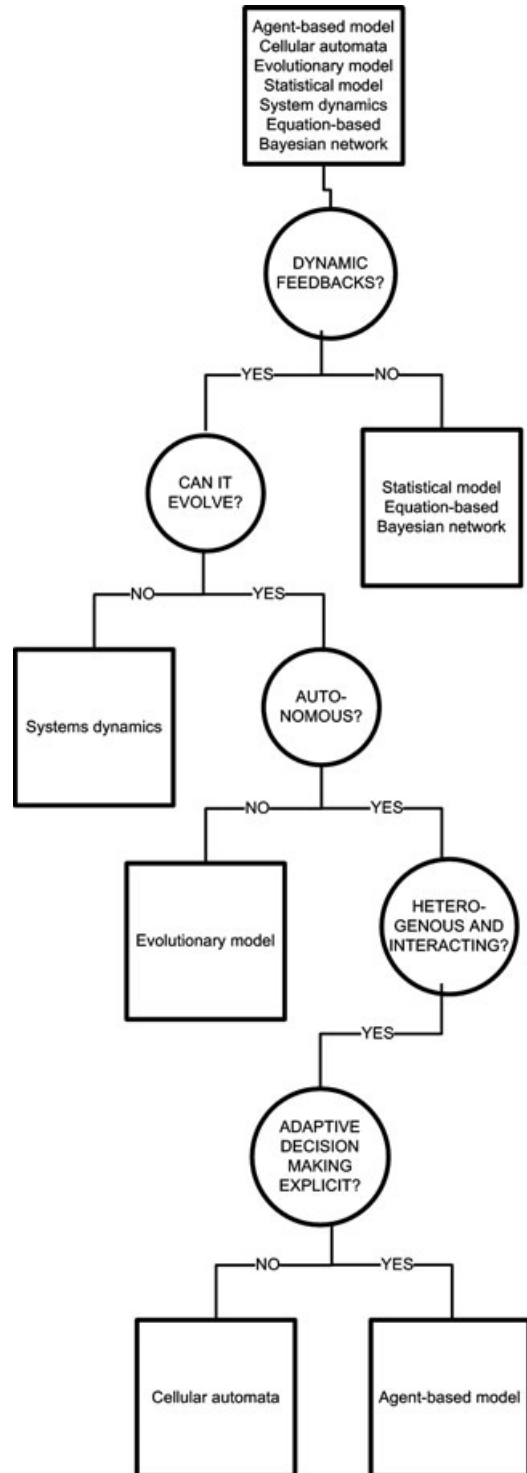 Agent-based model
Cellular automata
Evolutionary model
Statistical model
System dynamics
Equation-based
Bayesian network
DYNAMIC
FEEDBACKS?
YES
NO
CAN IT
EVOLVE?
Statistical model
Equation-based
Bayesian network
NO
YES
Systems dynamics
AUTO-
NOMOUS?
NO
YES
Evolutionary model
HETERO-
GENOUS AND
INTERACTING?
YES
ADAPTIVE
DECISION
MAKING
EXPLICIT?
NO
YES
Cellular automata
Agent-based model